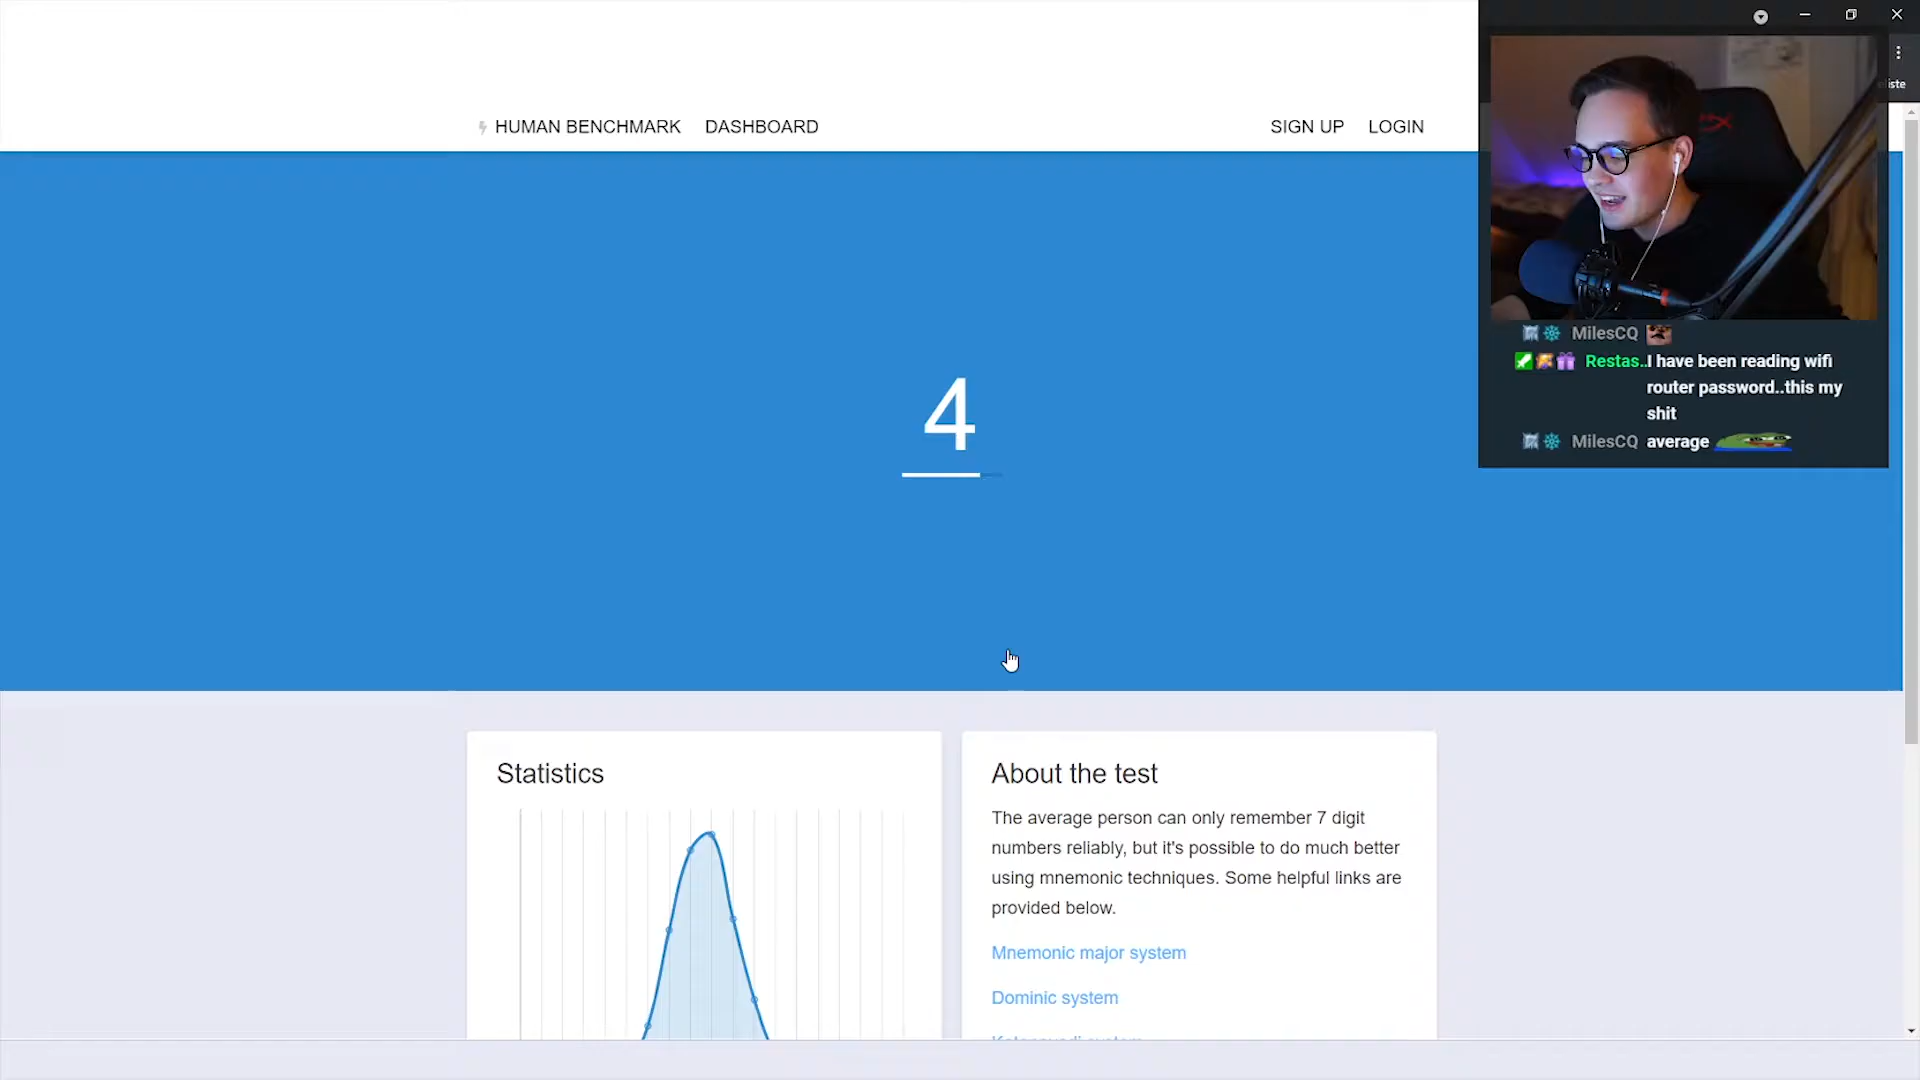 HUMAN BENCHMARK DASHBOARD SIGN UP LOGIN
4
iste
MilesCQ
Restas..I have been reading wifi
router password..this my
shit
MilesCQ average
Statistics
About the test
The average person can only remember 7 digit
numbers reliably, but it's possible to do much better
using mnemonic techniques. Some helpful links are
provided below.
Mnemonic major system
Dominic system